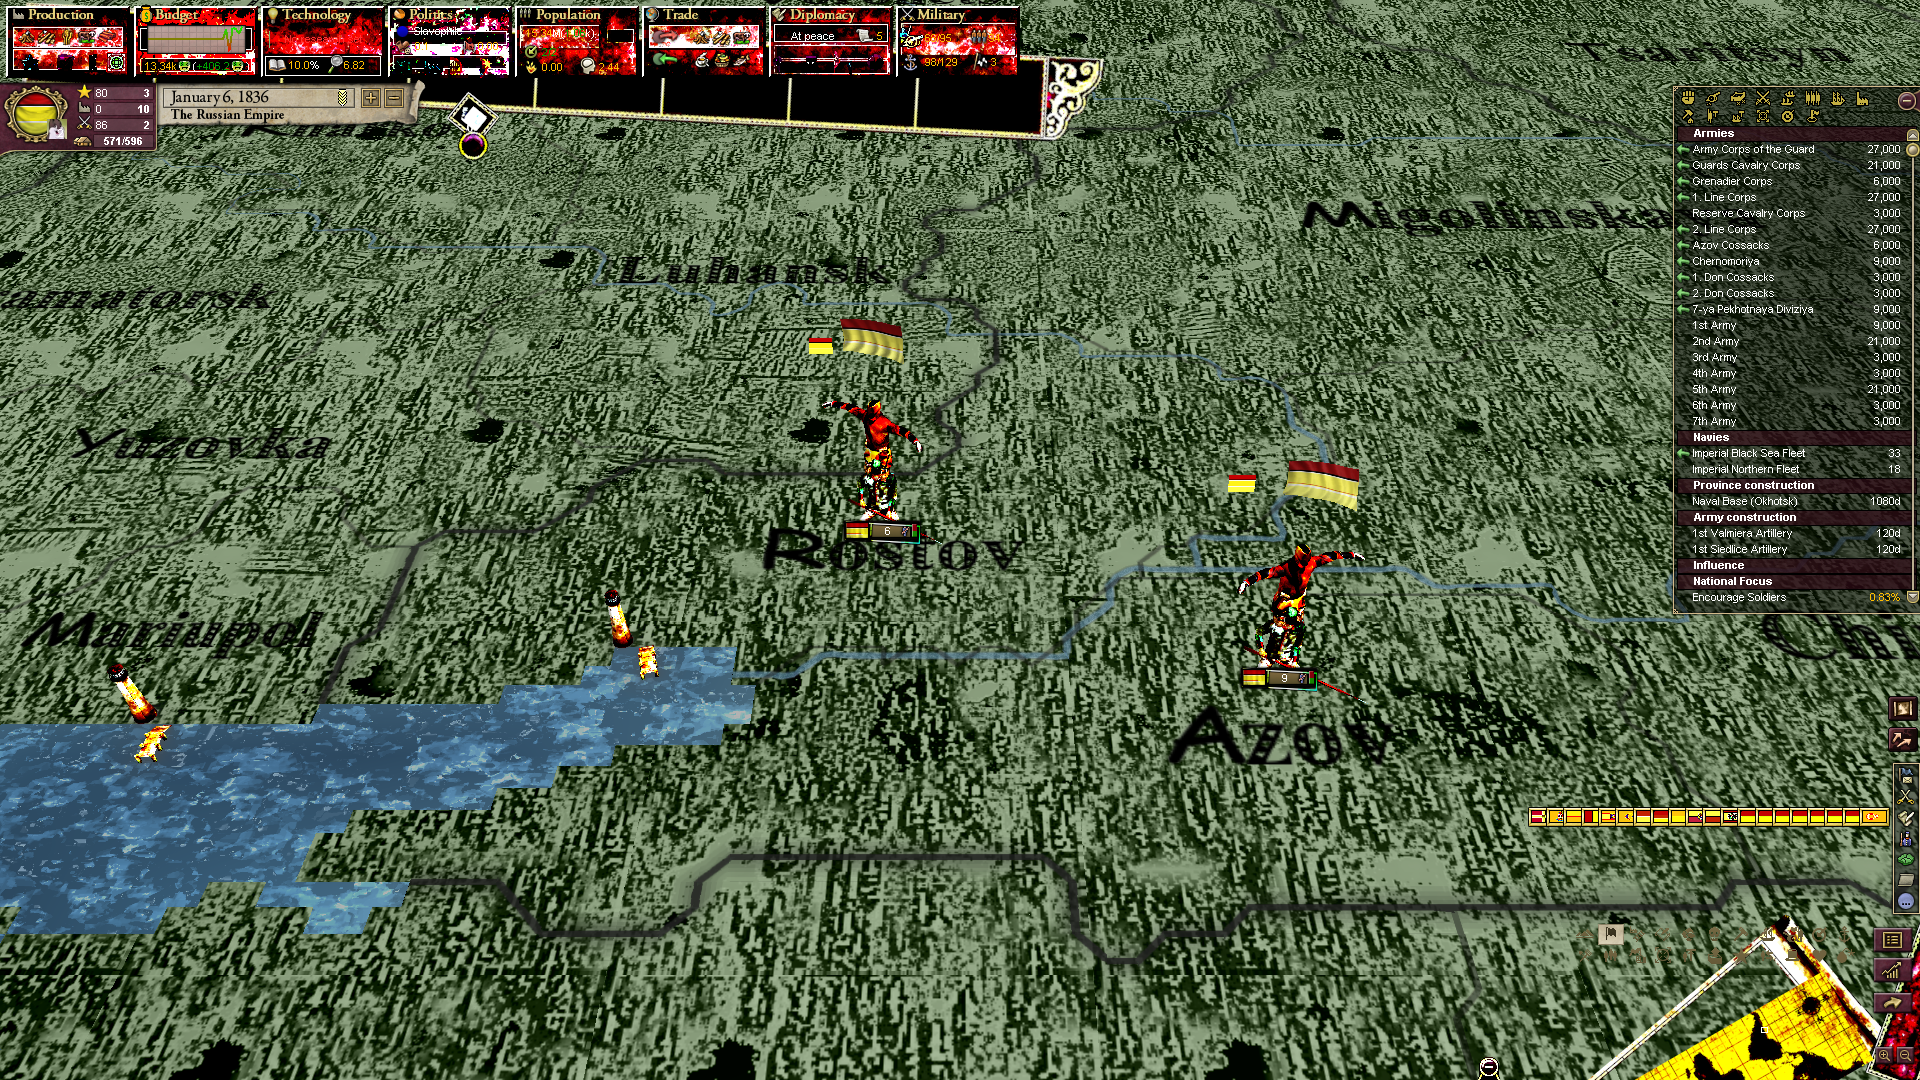 Production
Budget
Technology
Politics
Population
Trade
Diplomacy
Military
Slavophile
At peace
5
68/95
13.34k (+406.2)
10.0%
6.82
0.00
2.44
98/129
3
80 3
0 10
86 2
571/596
January 6, 1836
The Russian Empire
Armies
Army Corps of the Guard 27,000
Guards Cavalry Corps 21,000
Grenadier Corps 6,000
1. Line Corps 27,000
Reserve Cavalry Corps 3,000
2. Line Corps 27,000
Azov Cossacks 6,000
Chernomoriya 9,000
1. Don Cossacks 3,000
2. Don Cossacks 3,000
7-ya Pekhotnaya Diviziya 9,000
1st Army 9,000
2nd Army 21,000
3rd Army 3,000
4th Army 3,000
5th Army 21,000
6th Army 3,000
7th Army 3,000
Navies
Imperial Black Sea Fleet 33
Imperial Northern Fleet 18
Province construction
Naval Base (Okhotsk) 1080d
Army construction
1st Valmiera Artillery 120d
1st Siedlice Artillery 120d
Influence
National Focus
Encourage Soldiers 0.83%
Migolinska
Luhansk
Yuzovka
Rostov
6
Mariupol
9
Azov
3